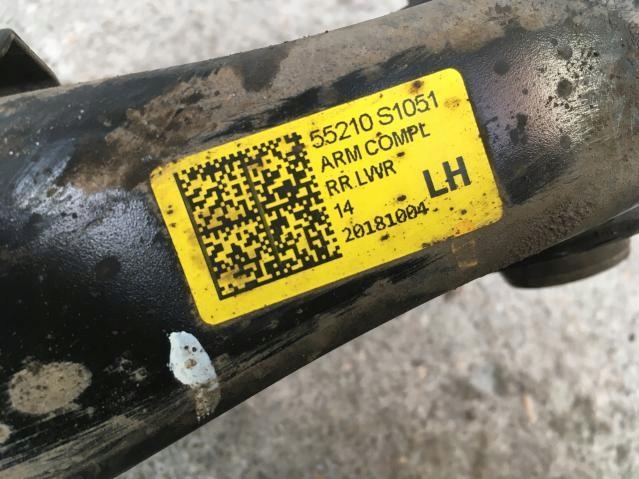 55210 S1051
ARM COMPL
RR LWR
LH
14
20181004